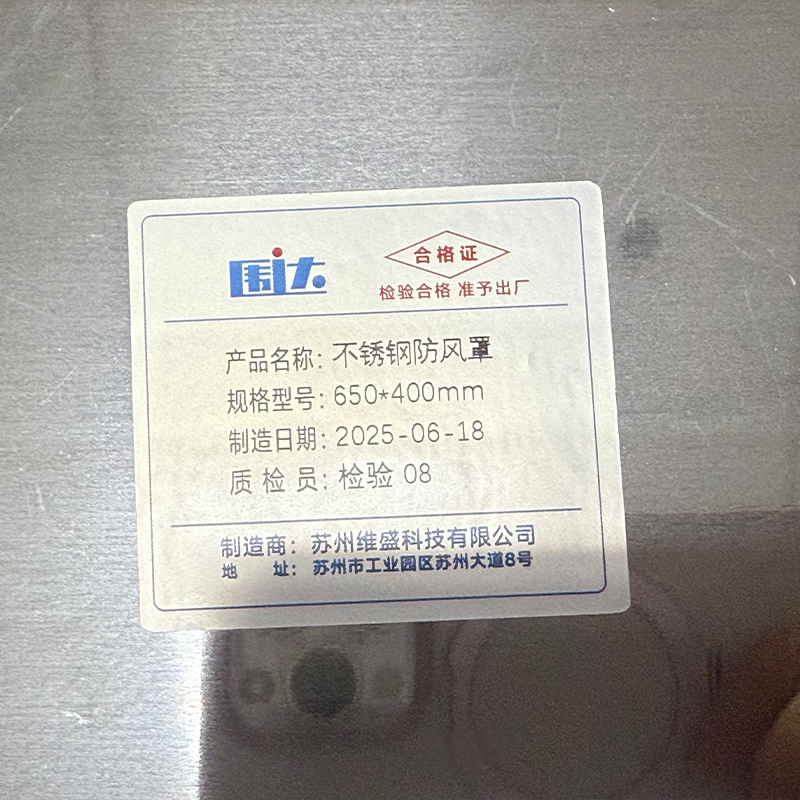 围达
合格证
检验合格 准予出厂
产品名称：不锈钢防风罩
规格型号：650*400mm
制造日期：2025-06-18
质检员：检验 08
制造商：苏州维盛科技有限公司
地址：苏州市工业园区苏州大道8号